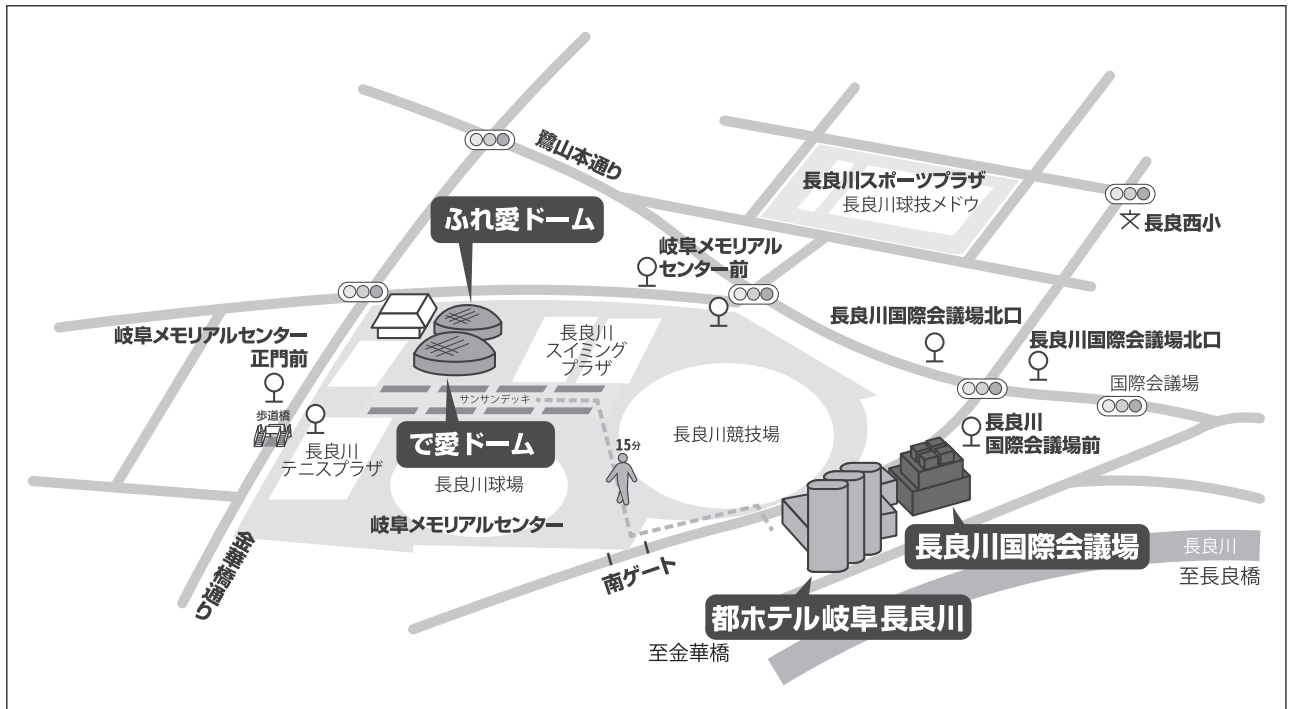 鷺山本通り
長良川スポーツプラザ
長良川球技メドウ
長良西小
ふれ愛ドーム
岐阜メモリアル
センター前
岐阜メモリアルセンター
正門前
長良川
スイミング
プラザ
長良川国際会議場北口
長良川国際会議場北口
国際会議場
サンサンデッキ
歩道橋
長良川
テニスプラザ
で愛ドーム
長良川球場
15分
長良川競技場
長良川
国際会議場前
岐阜メモリアルセンター
金華橋通り
南ゲート
長良川国際会議場
長良川
至長良橋
都ホテル岐阜長良川
至金華橋